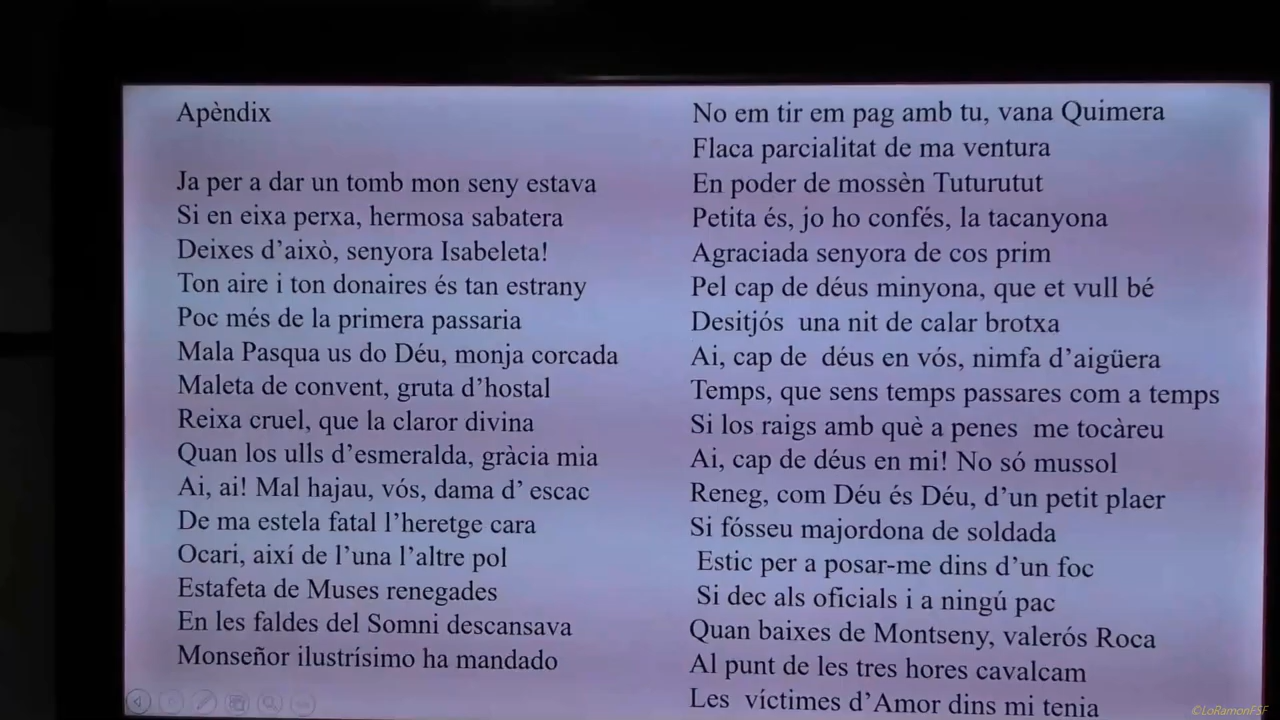 Apèndix
Ja per a dar un tomb mon seny estava
Si en eixa perxa, hermosa sabatera
Deixes d'això, senyora Isabeleta!
Ton aire i ton donaires és tan estrany
Poc més de la primera passaria
Mala Pasqua us do Déu, monja corcada
Maleta de convent, gruta d'hostal
Reixa cruel, que la claror divina
Quan los ulls d'esmeralda, gràcia mia
Ai, ai! Mal hajau, vós, dama d' escac
De ma estela fatal l'heretge cara
Ocari, així de l'una l'altre pol
Estafeta de Muses renegades
En les faldes del Somni descansava
Monseñor ilustrísimo ha mandado
No em tir em pag amb tu, vana Quimera
Flaca parcialitat de ma ventura
En poder de mossèn Tuturutut
Petita és, jo ho confés, la tacanyona
Agraciada senyora de cos prim
Pel cap de déus minyona, que et vull bé
Desitjós una nit de calar brotxa
Ai, cap de déus en vós, nimfa d'aigüera
Temps, que sens temps passares com a temps
Si los raigs amb què a penes me tocàreu
Ai, cap de déus en mi! No só mussol
Reneg, com Déu és Déu, d'un petit plaer
Si fósseu majordona de soldada
Estic per a posar-me dins d'un foc
Si dec als oficials i a ningú pac
Quan baixes de Montseny, valerós Roca
Al punt de les tres hores cavalcam
Les víctimes d'Amor dins mi tenia
©LoRamonFSF